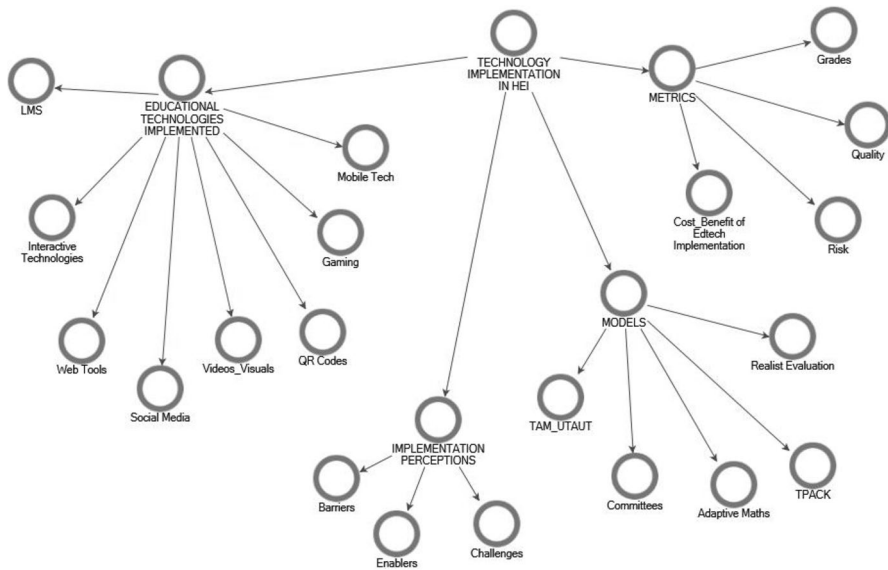 TECHNOLOGY
IMPLEMENTATION
IN HEI
EDUCATIONAL
TECHNOLOGIES
IMPLEMENTED
LMS
Interactive
Technologies
Web Tools
Social Media
Videos_Visuals
QR Codes
Gaming
Mobile Tech
IMPLEMENTATION
PERCEPTIONS
Barriers
Enablers
Challenges
MODELS
TAM_UTAUT
Committees
Adaptive Maths
TPACK
Realist Evaluation
METRICS
Grades
Quality
Risk
Cost_Benefit of
Edtech
Implementation